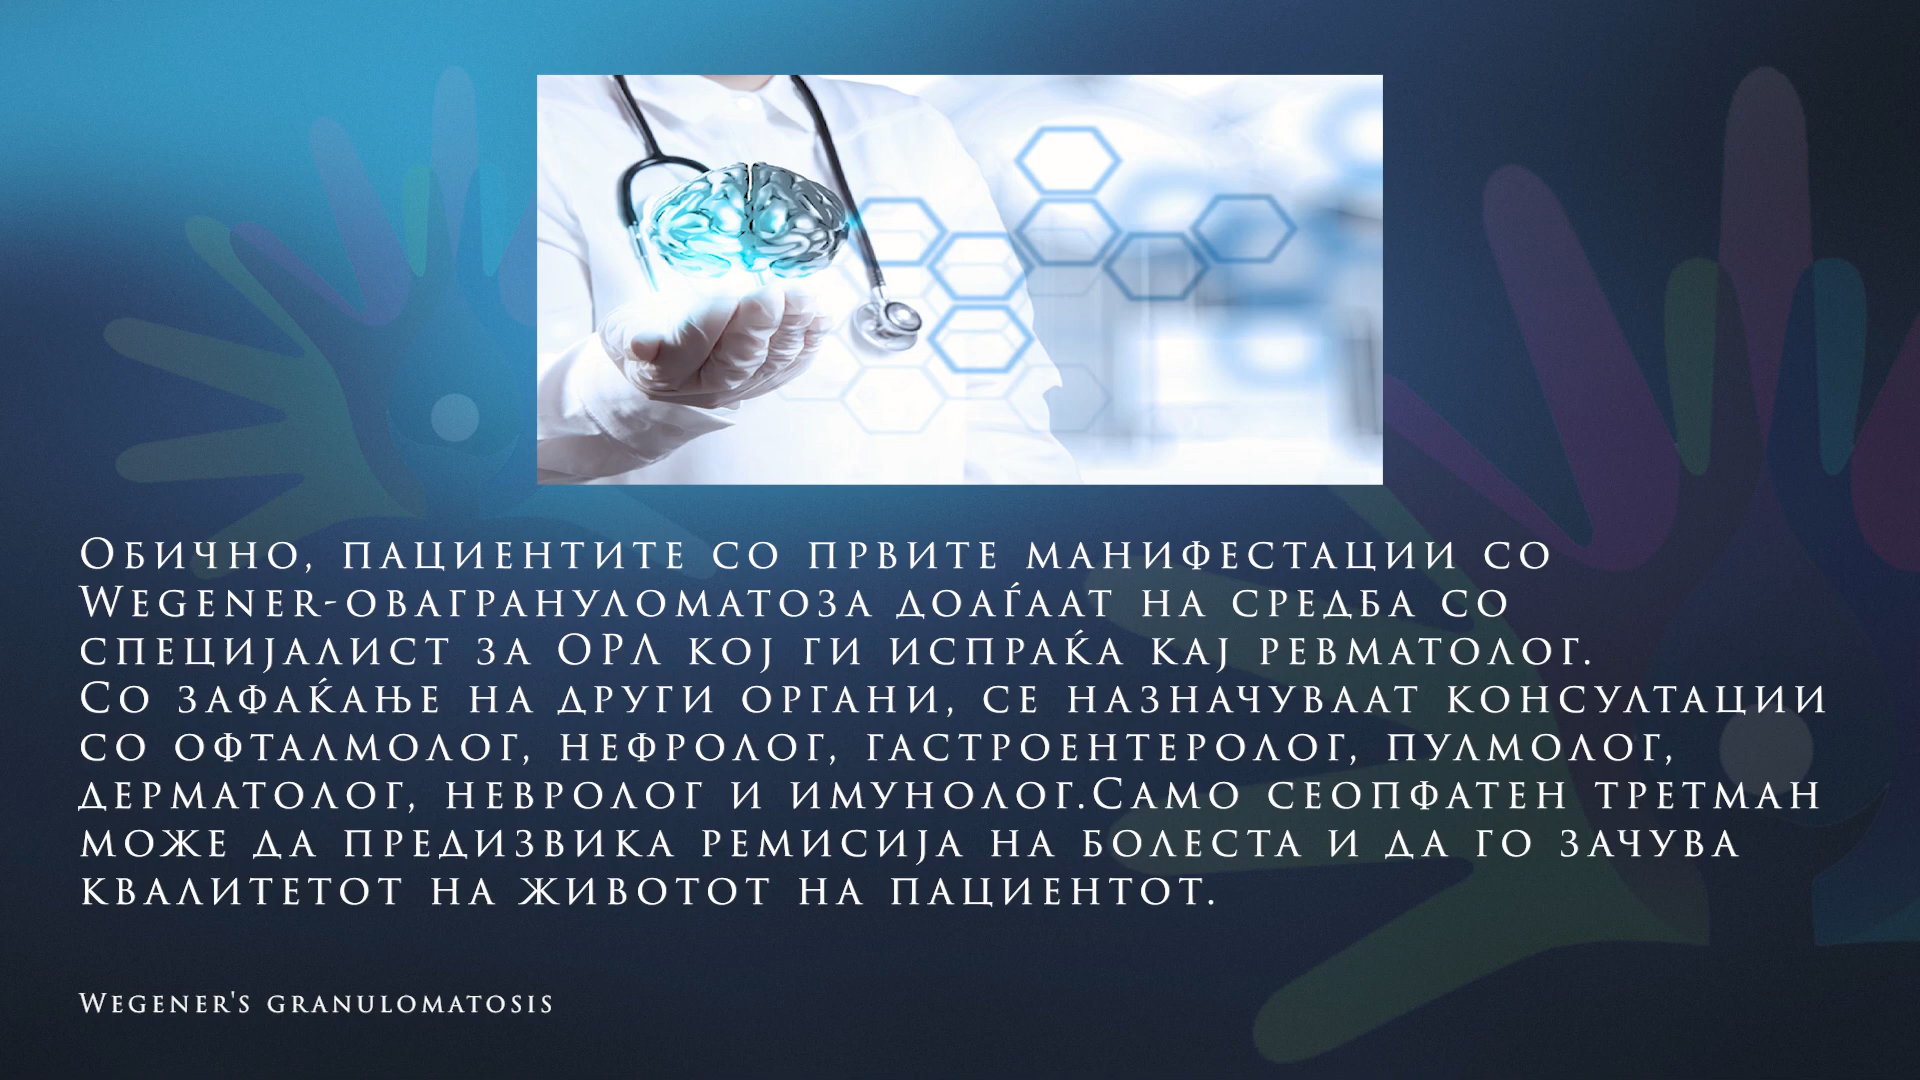 Обично, пациентите со првите манифестации со
Wegener-овагрануломатоза доаѓаат на средба со
специјалист за ОРЛ кој ги испраќа кај ревматолог.
Со зафаќање на други органи, се назначуваат консултации
со офталмолог, нефролог, гастроентеролог, пулмолог,
дерматолог, невролог и имунолог.Само сеопфатен третман
може да предизвика ремисија на болеста и да го зачува
квалитетот на животот на пациентот.
Wegener's granulomatosis